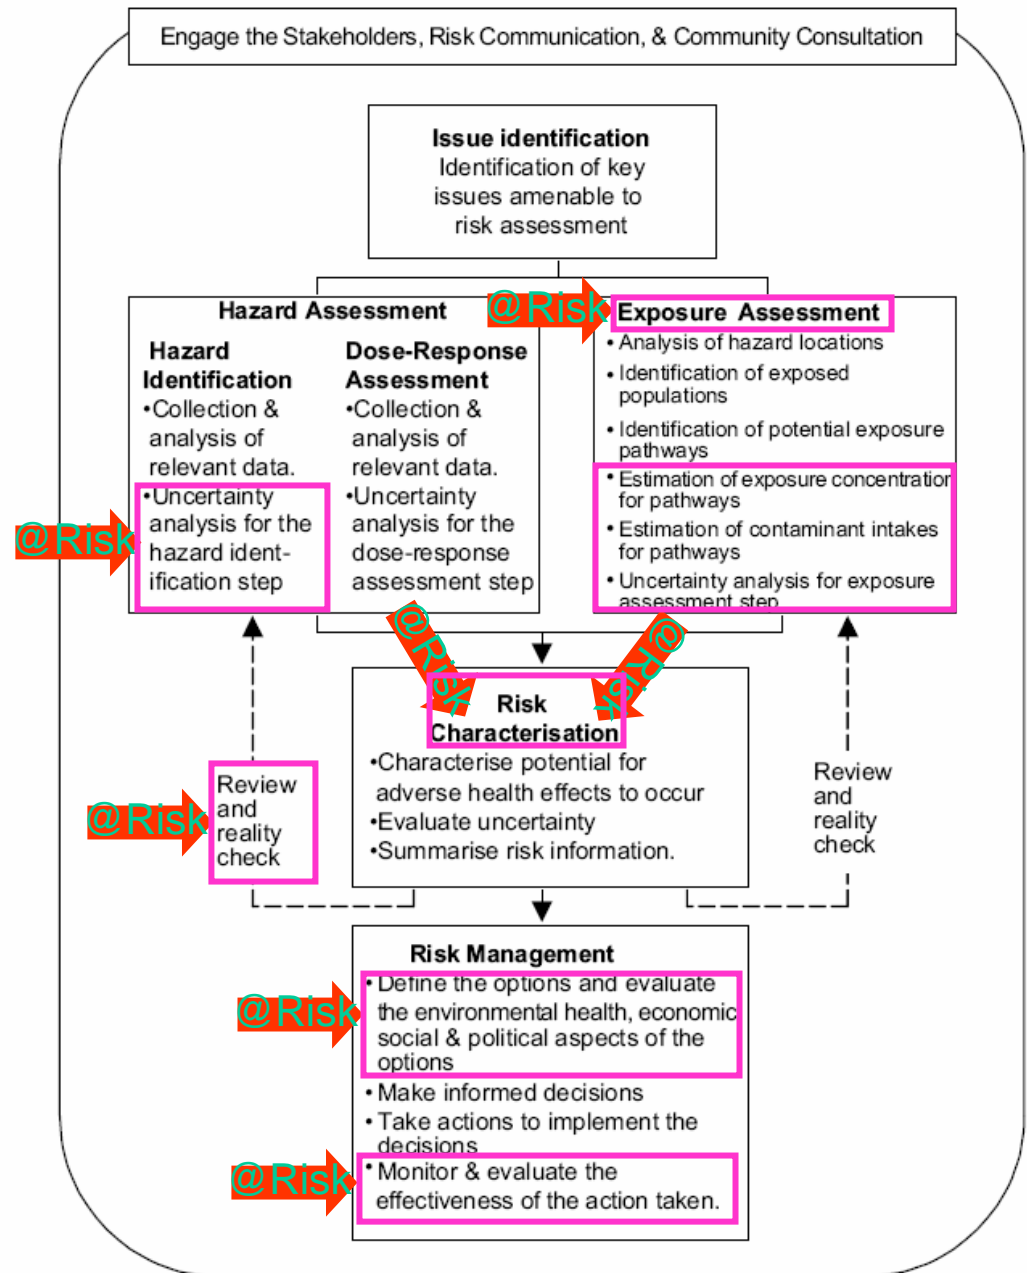 Engage the Stakeholders, Risk Communication, & Community Consultation
Issue identification
Identification of key
issues amenable to
risk assessment
Hazard Assessment
Hazard
Identification
•Collection &
analysis of
relevant data.
•Uncertainty
analysis for the
hazard ident-
ification step
Dose-Response
Assessment
•Collection &
analysis of
relevant data.
•Uncertainty
analysis for the
dose-response
assessment step
@Risk
@Risk
Exposure Assessment
• Analysis of hazard locations
• Identification of exposed
populations
• Identification of potential exposure
pathways
• Estimation of exposure concentration
for pathways
• Estimation of contaminant intakes
for pathways
• Uncertainty analysis for exposure
assessment step
@Risk
@Risk
Risk
Characterisation
•Characterise potential for
adverse health effects to occur
•Evaluate uncertainty
•Summarise risk information.
@Risk
Review
and
reality
check
Review
and
reality
check
Risk Management
@Risk
• Define the options and evaluate
the environmental health, economic
social & political aspects of the
options
• Make informed decisions
• Take actions to implement the
decisions
@Risk
• Monitor & evaluate the
effectiveness of the action taken.